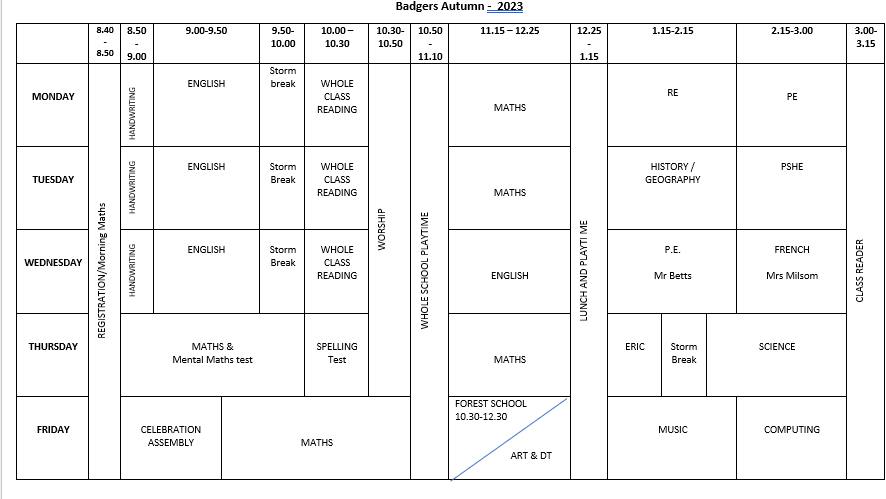 Badgers Autumn - 2023
8.40
-
8.50
8.50
-
9.00
9.00-9.50
9.50-
10.00
10.00 –
10.30
10.30-
10.50
10.50
-
11.10
11.15 – 12.25
12.25
-
1.15
1.15-2.15
2.15-3.00
3.00-
3.15
REGISTRATION/Morning Maths
WORSHIP
WHOLE SCHOOL PLAYTIME
LUNCH AND PLAYTI ME
CLASS READER
MONDAY
HANDWRITING
ENGLISH
Storm
break
WHOLE
CLASS
READING
MATHS
RE
PE
TUESDAY
HANDWRITING
ENGLISH
Storm
Break
WHOLE
CLASS
READING
MATHS
HISTORY /
GEOGRAPHY
PSHE
WEDNESDAY
HANDWRITING
ENGLISH
Storm
Break
WHOLE
CLASS
READING
ENGLISH
P.E.
Mr Betts
FRENCH
Mrs Milsom
THURSDAY
MATHS &
Mental Maths test
SPELLING
Test
MATHS
ERIC
Storm
Break
SCIENCE
FRIDAY
CELEBRATION
ASSEMBLY
MATHS
FOREST SCHOOL
10.30-12.30
ART & DT
MUSIC
COMPUTING